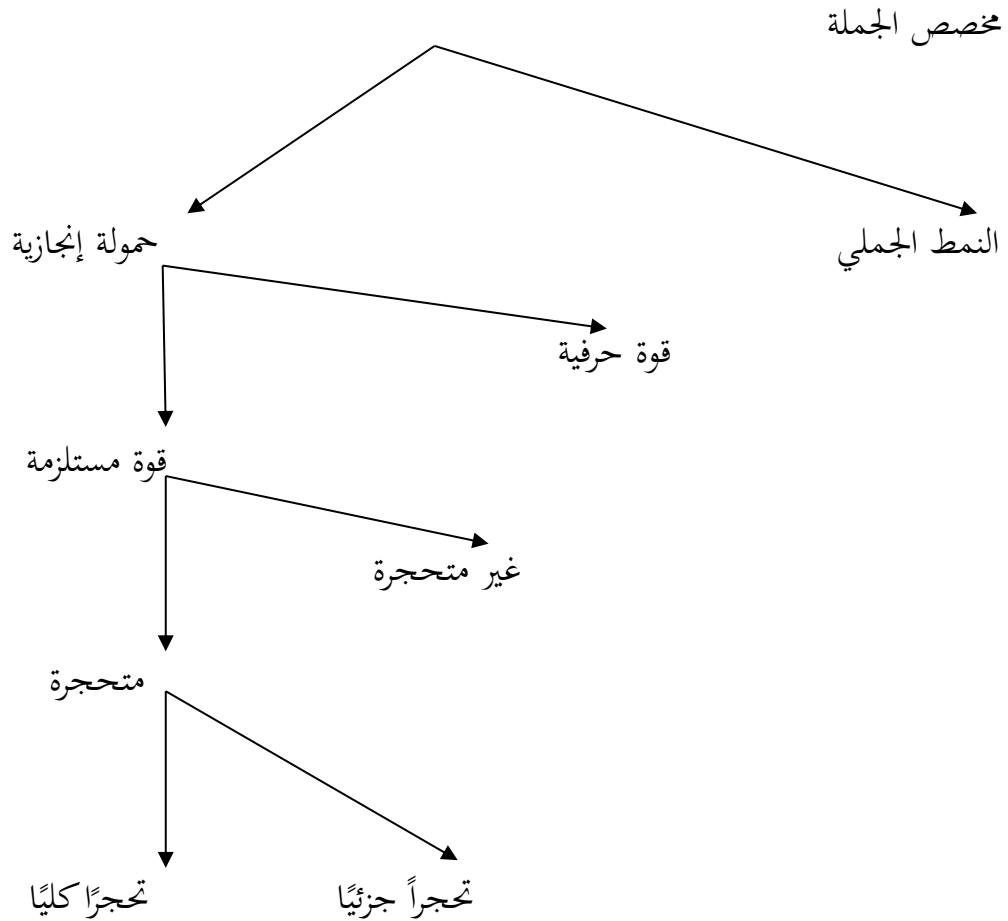 مخصص الجملة
النمط الجملي
حمولة إنجازية
قوة حرفية
قوة مستلزمة
غير متحجرة
متحجرة
تحجراً جزئيًا
تحجرًا كليًا